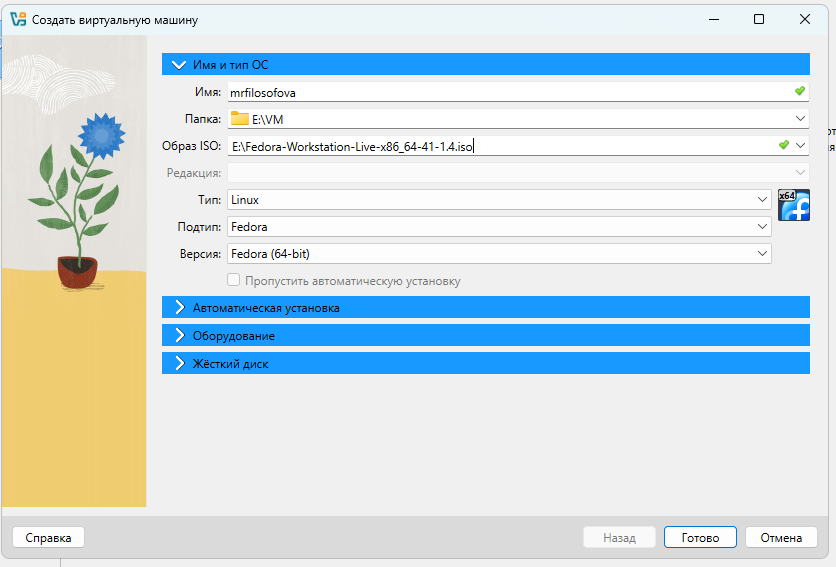 Создать виртуальную машину
Имя и тип ОС
Имя: mrfilosofova
Папка: E:\VM
Образ ISO: E:\Fedora-Workstation-Live-x86_64-41-1.4.iso
Редакция:
Тип: Linux
x64
Подтип: Fedora
Версия: Fedora (64-bit)
Пропустить автоматическую установку
Автоматическая установка
Оборудование
Жёсткий диск
Справка Назад Готово Отмена